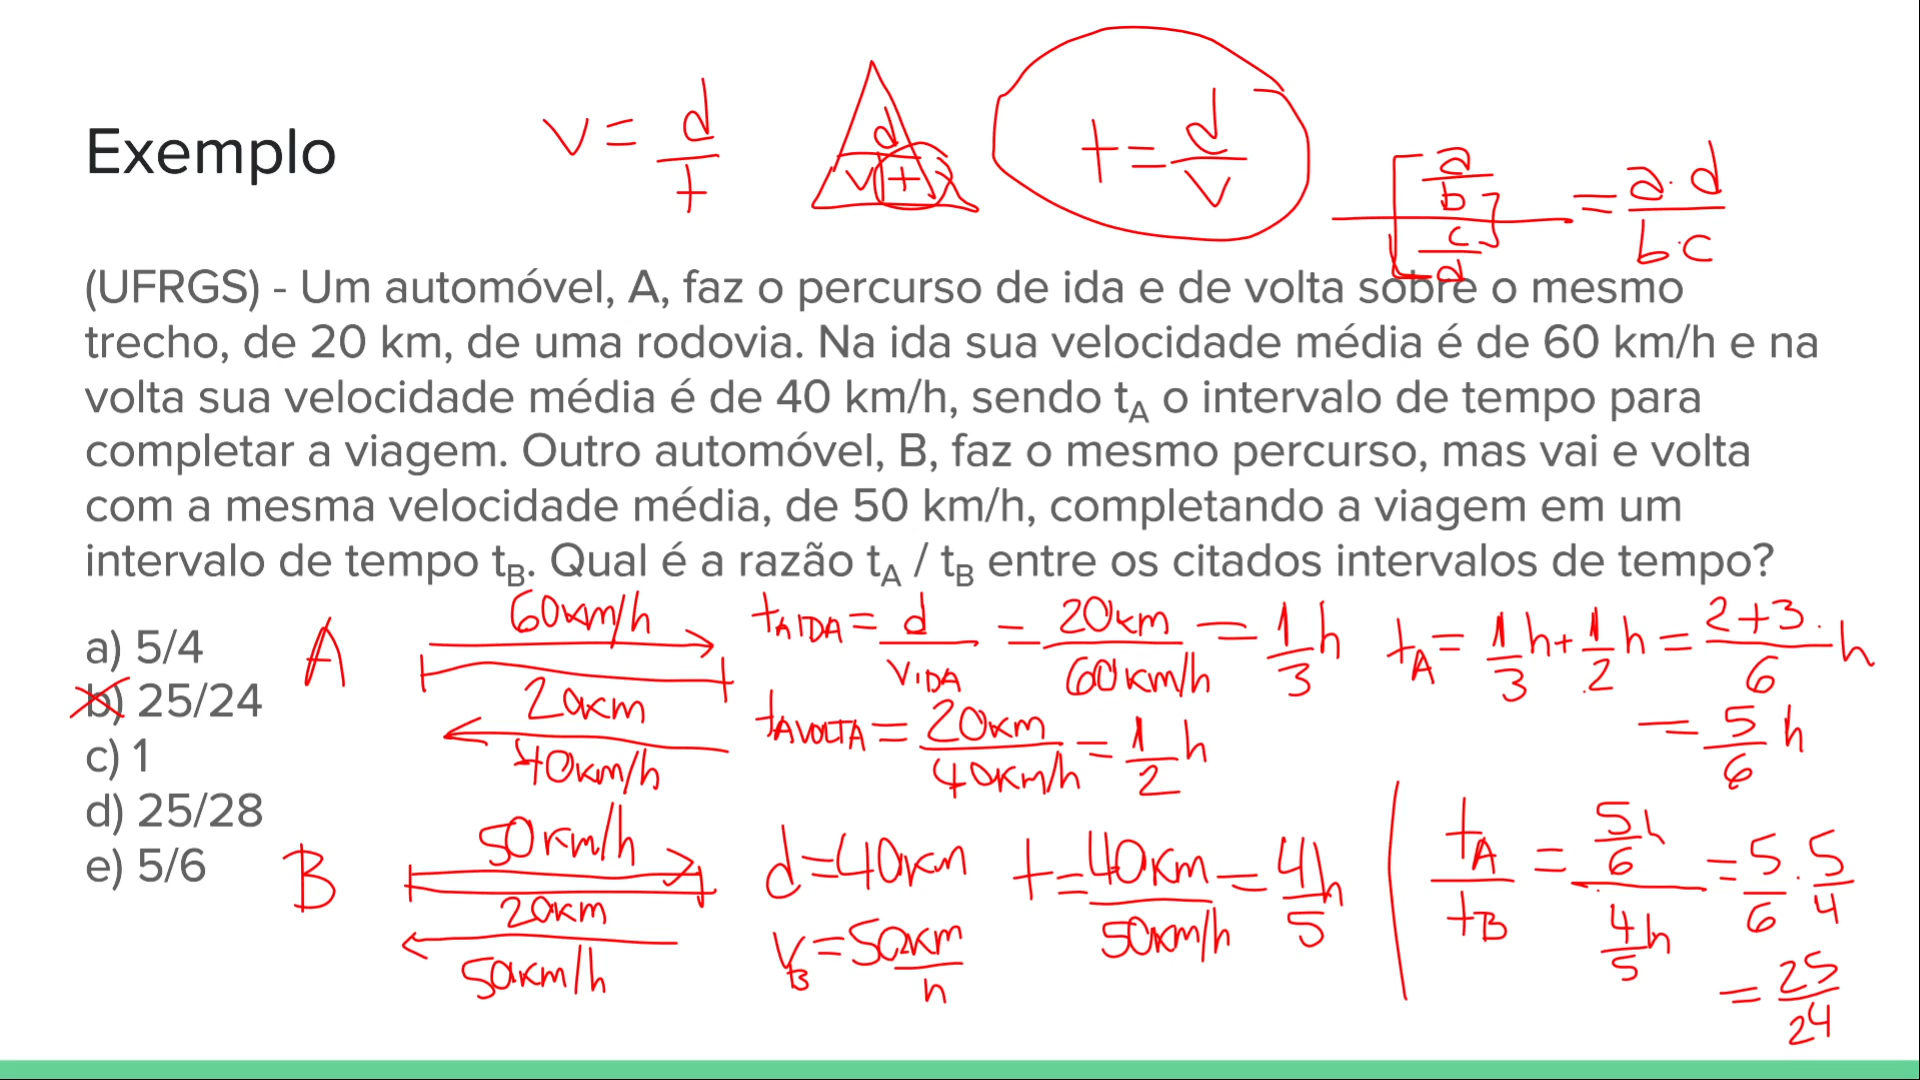 v = d/t
d
v t
t = d/v
[a/b]/[c/d] = a·d/b·c
Exemplo
(UFRGS) - Um automóvel, A, faz o percurso de ida e de volta sobre o mesmo
trecho, de 20 km, de uma rodovia. Na ida sua velocidade média é de 60 km/h e na
volta sua velocidade média é de 40 km/h, sendo tA o intervalo de tempo para
completar a viagem. Outro automóvel, B, faz o mesmo percurso, mas vai e volta
com a mesma velocidade média, de 50 km/h, completando a viagem em um
intervalo de tempo tB. Qual é a razão tA / tB entre os citados intervalos de tempo?
a) 5/4
b) 25/24
c) 1
d) 25/28
e) 5/6
A
60km/h
20km
40km/h
tA IDA = d/vIDA = 20km/60km/h = 1/3 h
tA VOLTA = 20km/40km/h = 1/2 h
tA = 1/3 h + 1/2 h = 2+3/6 · h
= 5/6 h
B
50km/h
20km
50km/h
d=40km
vB = 50km/h
t = 40km/50km/h = 4/5 h
tA/tB = 5/6 h / 4/5 h = 5/6 · 5/4
= 25/24